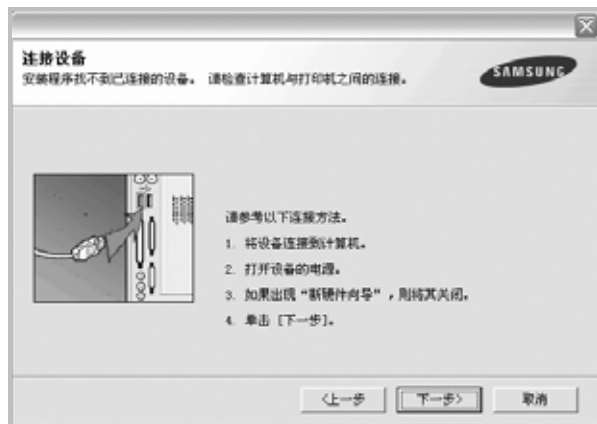 连接设备
安装程序找不到已连接的设备。 请检查计算机与打印机之间的连接。
SAMSUNG
请参考以下连接方法。
1. 将设备连接到计算机。
2. 打开设备的电源。
3. 如果出现“新硬件向导”，则将其关闭。
4. 单击 [下一步]。
<上一步
下一步>
取消